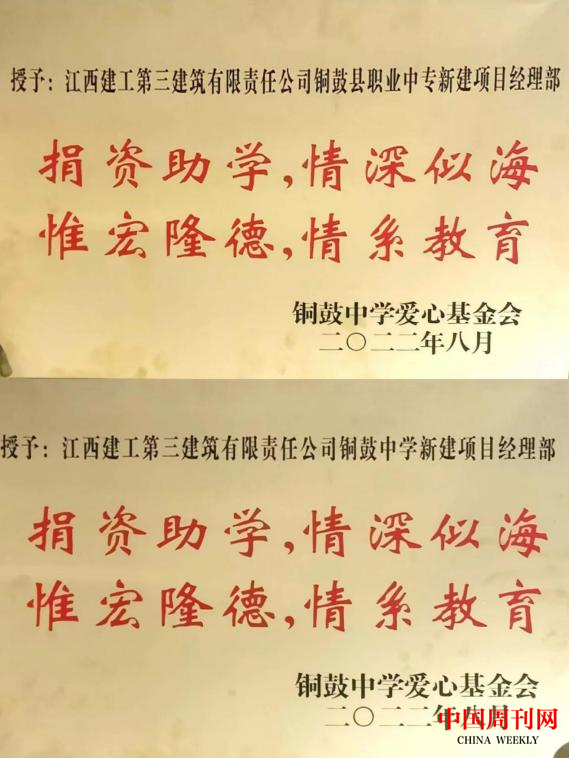 授予：江西建工第三建筑有限责任公司铜鼓县职业中专新建项目经理部
捐资助学,情深似海
惟宏隆德,情系教育
铜鼓中学爱心基金会
二〇二二年八月
授予：江西建工第三建筑有限责任公司铜鼓中学新建项目经理部
捐资助学,情深似海
惟宏隆德,情系教育
铜鼓中学爱心基金会
二〇二二年八月
中国周刊网
CHINA WEEKLY